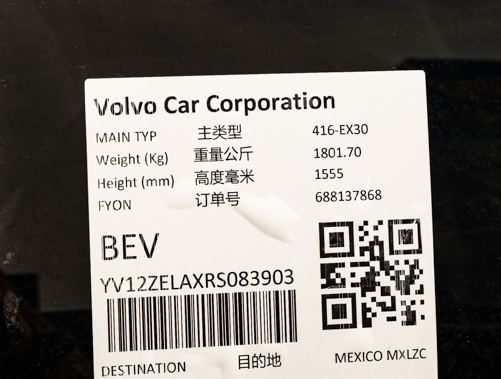 Volvo Car Corporation
MAIN TYP 主类型 416-EX30
Weight (Kg) 重量公斤 1801.70
Height (mm) 高度毫米 1555
FYON 订单号 688137868
BEV
YV12ZELAXRS083903
DESTINATION 目的地 MEXICO MXLZC